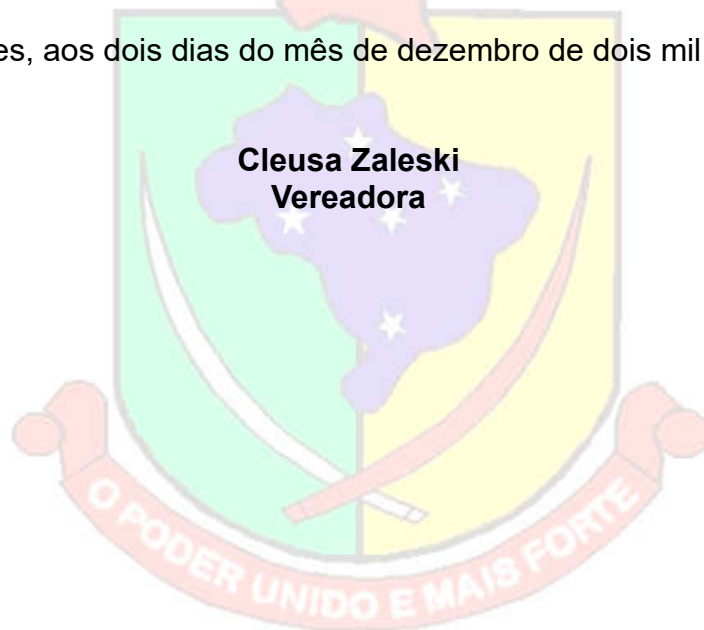 es, aos dois dias do mês de dezembro de dois mil
Cleusa Zaleski
Vereadora
O PODER UNIDO E MAIS FORTE